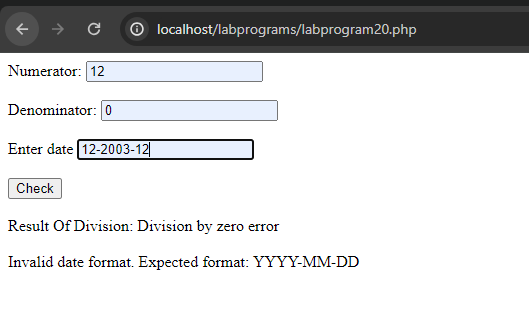 localhost/labprograms/labprogram20.php
Numerator: 12
Denominator: 0
Enter date 12-2003-12
Check
Result Of Division: Division by zero error
Invalid date format. Expected format: YYYY-MM-DD